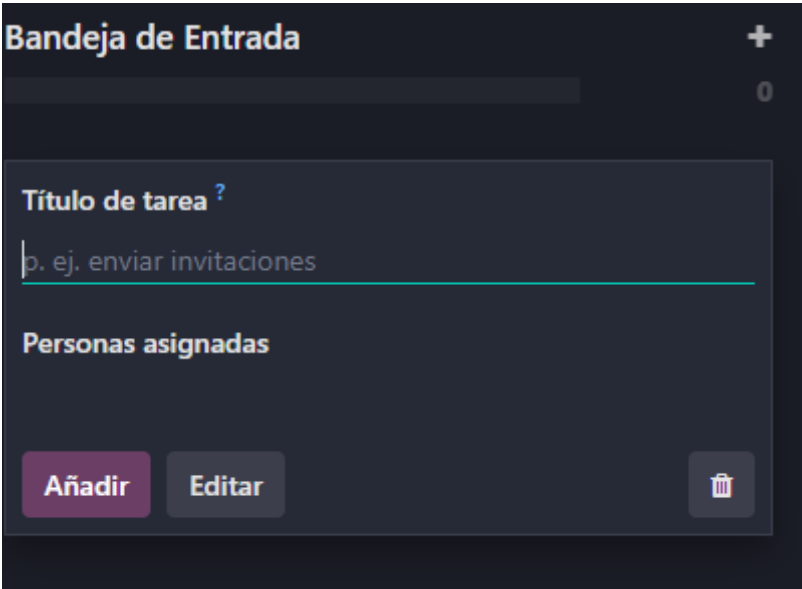 Bandeja de Entrada +
0
Título de tarea ?
p. ej. enviar invitaciones
Personas asignadas
Añadir Editar